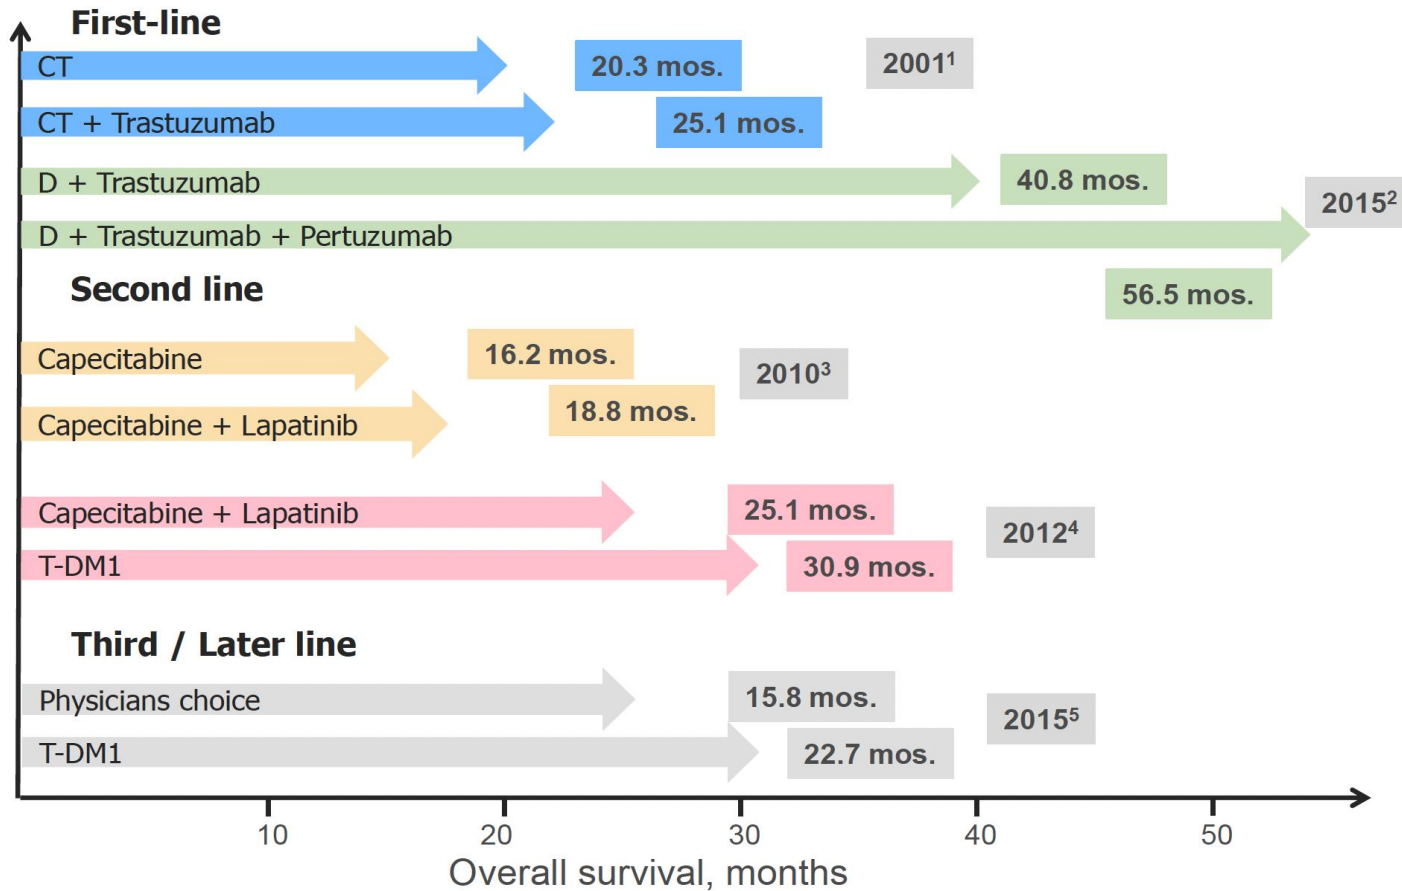 First-line
CT
20.3 mos.
2001¹
CT + Trastuzumab
25.1 mos.
D + Trastuzumab
40.8 mos.
2015²
D + Trastuzumab + Pertuzumab
56.5 mos.
Second line
Capecitabine
16.2 mos.
2010³
Capecitabine + Lapatinib
18.8 mos.
Capecitabine + Lapatinib
25.1 mos.
2012⁴
T-DM1
30.9 mos.
Third / Later line
Physicians choice
15.8 mos.
2015⁵
T-DM1
22.7 mos.
10 20 30 40 50
Overall survival, months